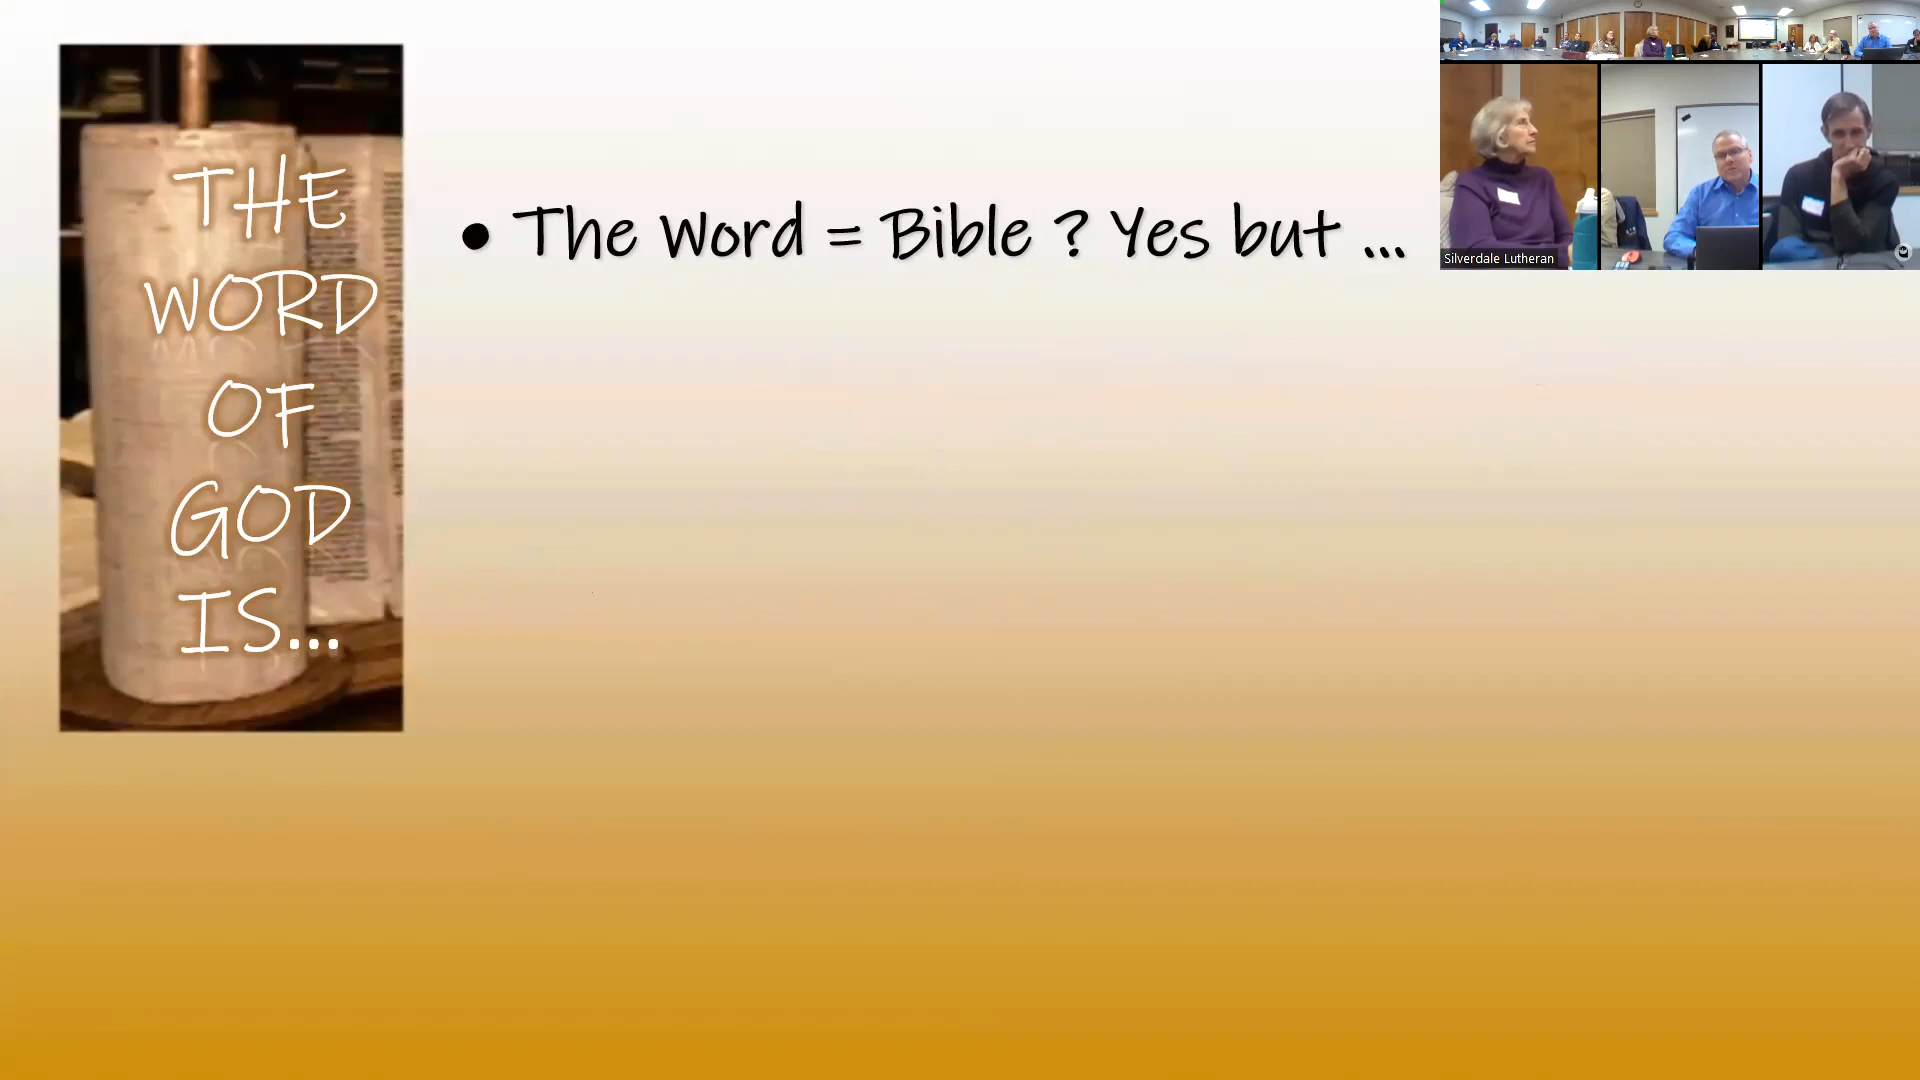 THE
WORD
OF
GOD
IS...
• The Word = Bible ? Yes but ...
Silverdale Lutheran